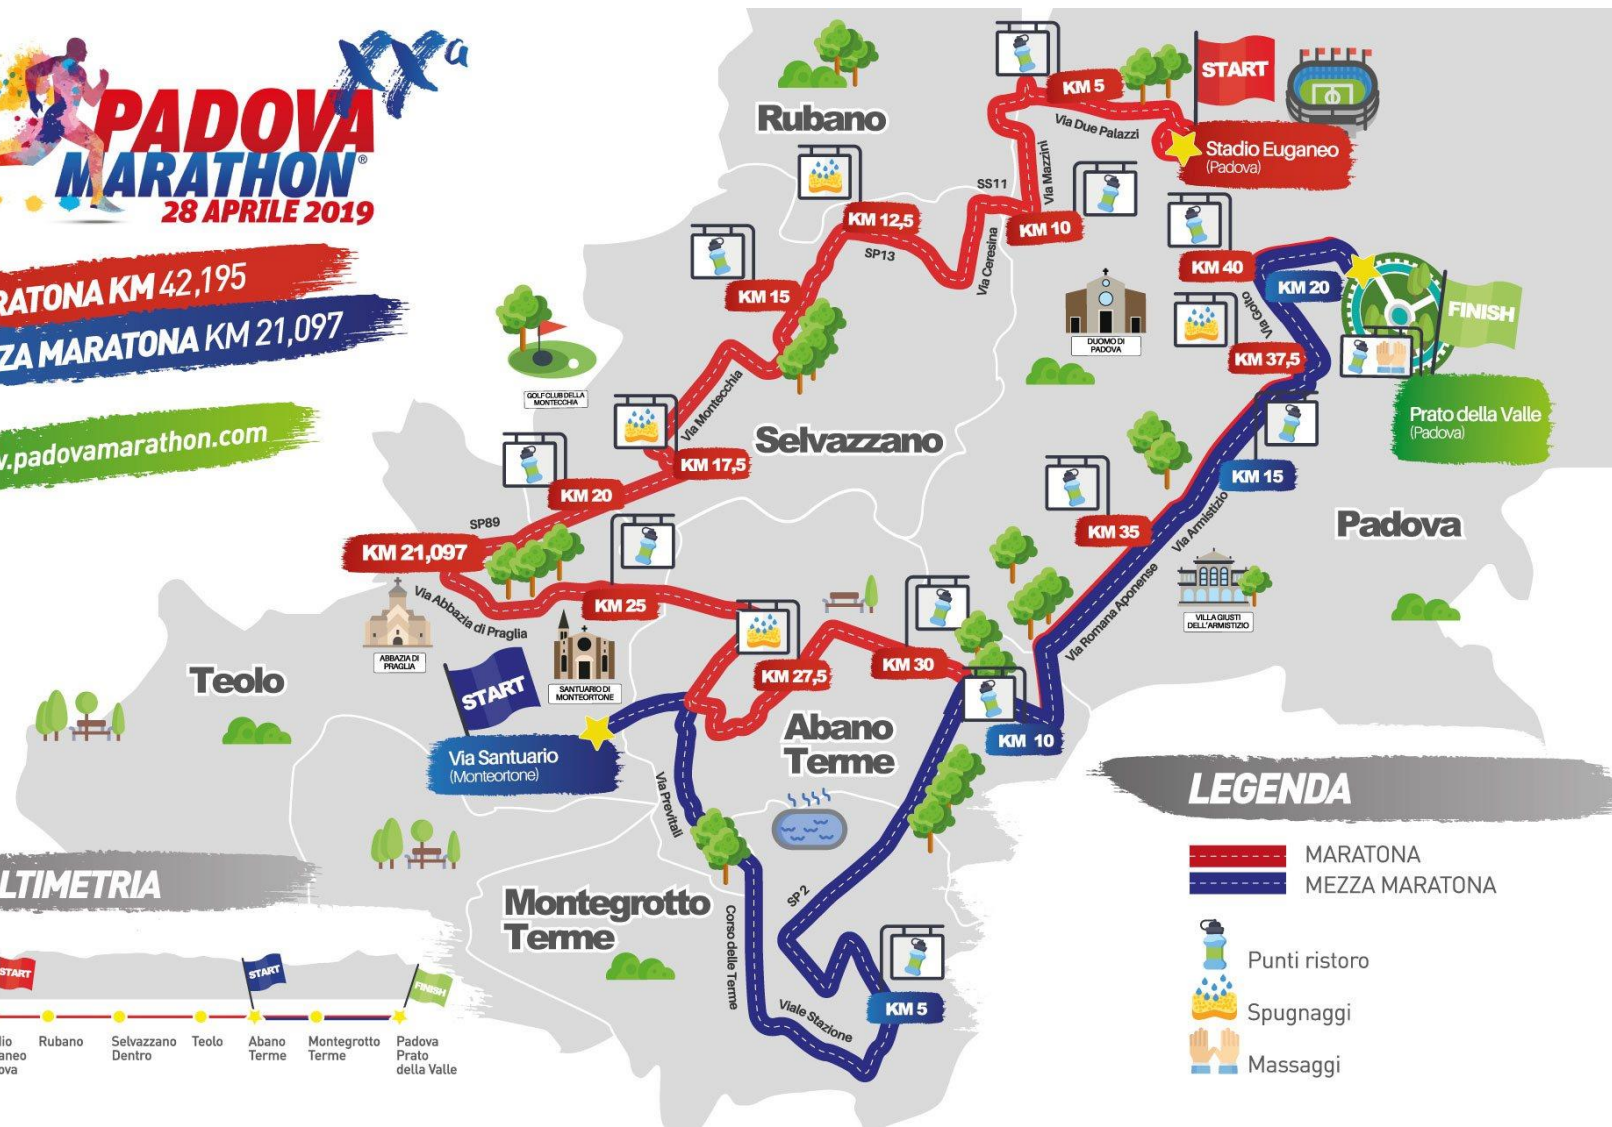 XXª
PADOVA
MARATHON®
28 APRILE 2019
RATONA KM 42,195
ZZA MARATONA KM 21,097
w.padovamarathon.com
Rubano
KM 5
START
Via Due Palazzi
Stadio Euganeo
(Padova)
Via Mazzini
SS11
KM 10
KM 12,5
SP13
Via Ceresina
KM 15
KM 40
KM 20
FINISH
Via Goito
DUOMO DI
PADOVA
KM 37,5
GOLF CLUB DELLA
MONTECCHIA
Via Montecchia
Selvazzano
Prato della Valle
(Padova)
KM 17,5
KM 15
KM 20
SP89
Padova
KM 35
Via Armistizio
KM 21,097
Via Abbazia di Praglia
KM 25
Via Romana Aponense
VILLA GIUSTI
DELL'ARMISTIZIO
ABBAZIA DI
PRAGLIA
Teolo
START
SANTUARIO DI
MONTEORTONE
KM 27,5
KM 30
Abano
Terme
KM 10
Via Santuario
(Monteortone)
Via Previtali
LEGENDA
MARATONA
MEZZA MARATONA
Punti ristoro
Spugnaggi
Massaggi
LTIMETRIA
Montegrotto
Terme
SP 2
Corso delle Terme
Viale Stazione
KM 5
START
START
FINISH
dio
aneo
ova
Rubano
Selvazzano
Dentro
Teolo
Abano
Terme
Montegrotto
Terme
Padova
Prato
della Valle